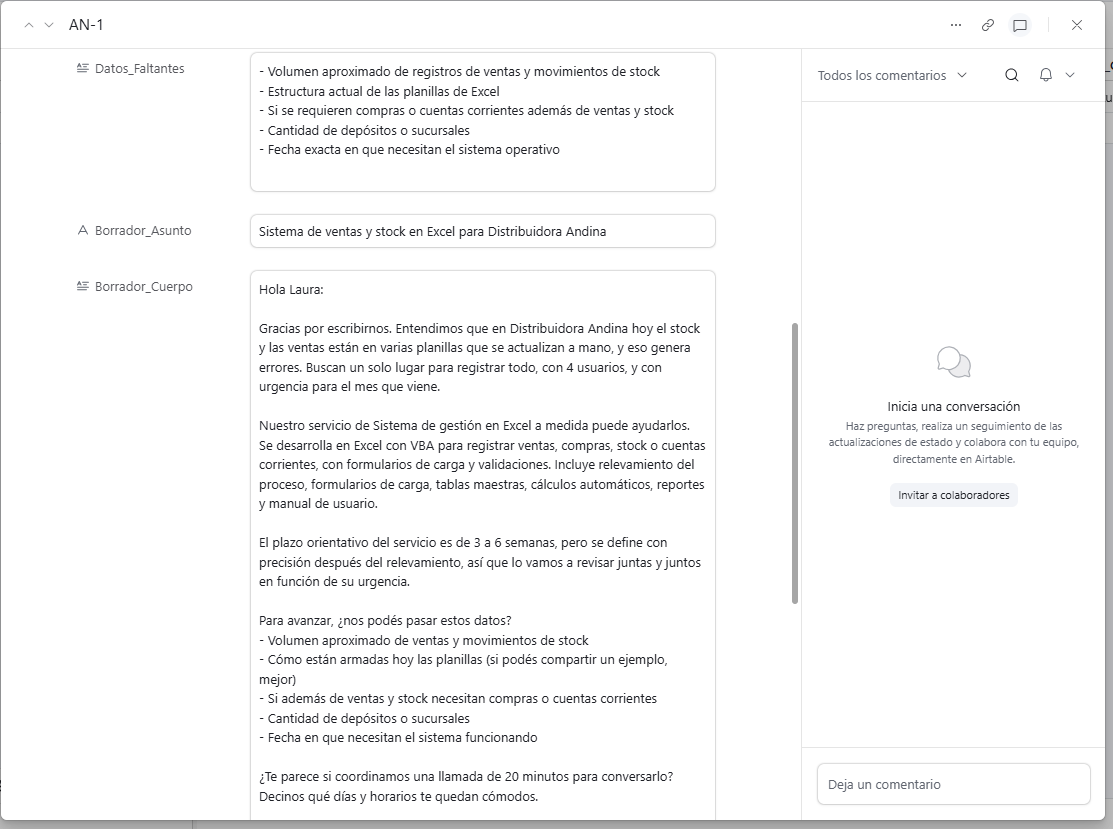 AN-1
Datos_Faltantes
- Volumen aproximado de registros de ventas y movimientos de stock
- Estructura actual de las planillas de Excel
- Si se requieren compras o cuentas corrientes además de ventas y stock
- Cantidad de depósitos o sucursales
- Fecha exacta en que necesitan el sistema operativo
Borrador_Asunto
Sistema de ventas y stock en Excel para Distribuidora Andina
Borrador_Cuerpo
Hola Laura:
Gracias por escribirnos. Entendimos que en Distribuidora Andina hoy el stock
y las ventas están en varias planillas que se actualizan a mano, y eso genera
errores. Buscan un solo lugar para registrar todo, con 4 usuarios, y con
urgencia para el mes que viene.
Nuestro servicio de Sistema de gestión en Excel a medida puede ayudarlos.
Se desarrolla en Excel con VBA para registrar ventas, compras, stock o cuentas
corrientes, con formularios de carga y validaciones. Incluye relevamiento del
proceso, formularios de carga, tablas maestras, cálculos automáticos, reportes
y manual de usuario.
El plazo orientativo del servicio es de 3 a 6 semanas, pero se define con
precisión después del relevamiento, así que lo vamos a revisar juntas y juntos
en función de su urgencia.
Para avanzar, ¿nos podés pasar estos datos?
- Volumen aproximado de ventas y movimientos de stock
- Cómo están armadas hoy las planillas (si podés compartir un ejemplo,
mejor)
- Si además de ventas y stock necesitan compras o cuentas corrientes
- Cantidad de depósitos o sucursales
- Fecha en que necesitan el sistema funcionando
¿Te parece si coordinamos una llamada de 20 minutos para conversarlo?
Decinos qué días y horarios te quedan cómodos.
Todos los comentarios
Inicia una conversación
Haz preguntas, realiza un seguimiento de las
actualizaciones de estado y colabora con tu equipo,
directamente en Airtable.
Invitar a colaboradores
Deja un comentario